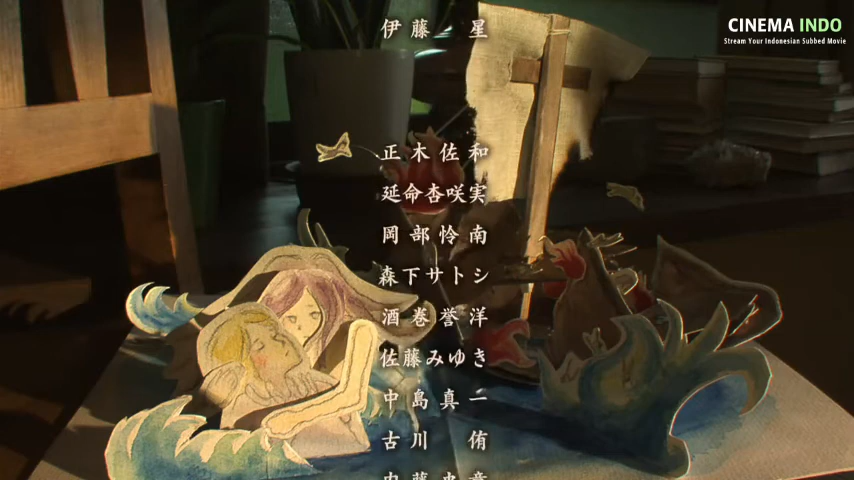 伊藤 星
CINEMA INDO
Stream Your Indonesian Subbed Movie
正木佐和
延命杏咲実
岡部怜南
森下サトシ
酒巻誉洋
佐藤みゆき
中島真一
古川 侑